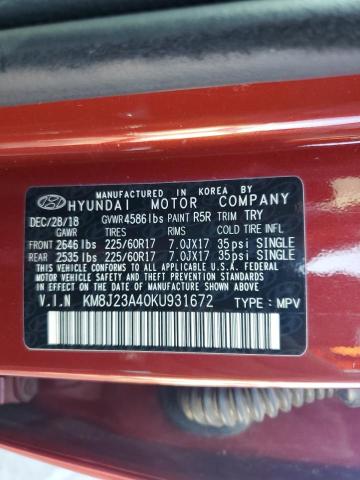 MANUFACTURED IN KOREA BY
HYUNDAI MOTOR COMPANY
DEC/28/18 GVWR 4586 lbs PAINT R5R TRIM TRY
GAWR TIRES RIMS COLD TIRE INFL
FRONT 2646 lbs 225/60R17 7.0JX17 35psi SINGLE
REAR 2535 lbs 225/60R17 7.0JX17 35psi SINGLE
THIS VEHICLE CONFORMS TO ALL APPLICABLE U.S.A. FEDERAL
MOTOR VEHICLE SAFETY, BUMPER, AND THEFT PREVENTION
STANDARDS IN EFFECT ON THE DATE OF MANUFACTURE SHOWN ABOVE.
V.I.N KM8J23A40KU931672 TYPE : MPV